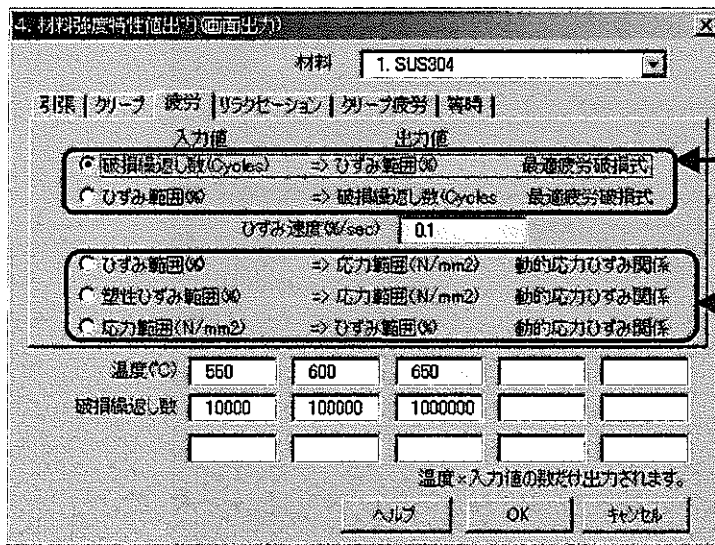 4. 材料強度特性値出力(画面出力)
材料 1. SUS304
引張 クリープ 疲労 リラクゼーション クリープ疲労 等時
入力値 出力値
破損繰返し数(Cycles) => ひずみ範囲(%) 最適疲労破損式
ひずみ範囲(%) => 破損繰返し数(Cycles 最適疲労破損式
ひずみ速度(%/sec) 0.1
ひずみ範囲(%) => 応力範囲(N/mm2) 動的応力ひずみ関係
塑性ひずみ範囲(%) => 応力範囲(N/mm2) 動的応力ひずみ関係
応力範囲(N/mm2) => ひずみ範囲(%) 動的応力ひずみ関係
温度(℃) 550 600 650
破損繰返し数 10000 100000 1000000
温度×入力値の数だけ出力されます。
ヘルプ OK キャンセル